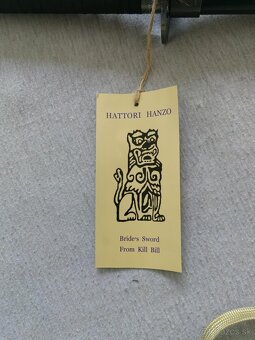 HATTORI HANZO
Bride's Sword
From Kill Bill